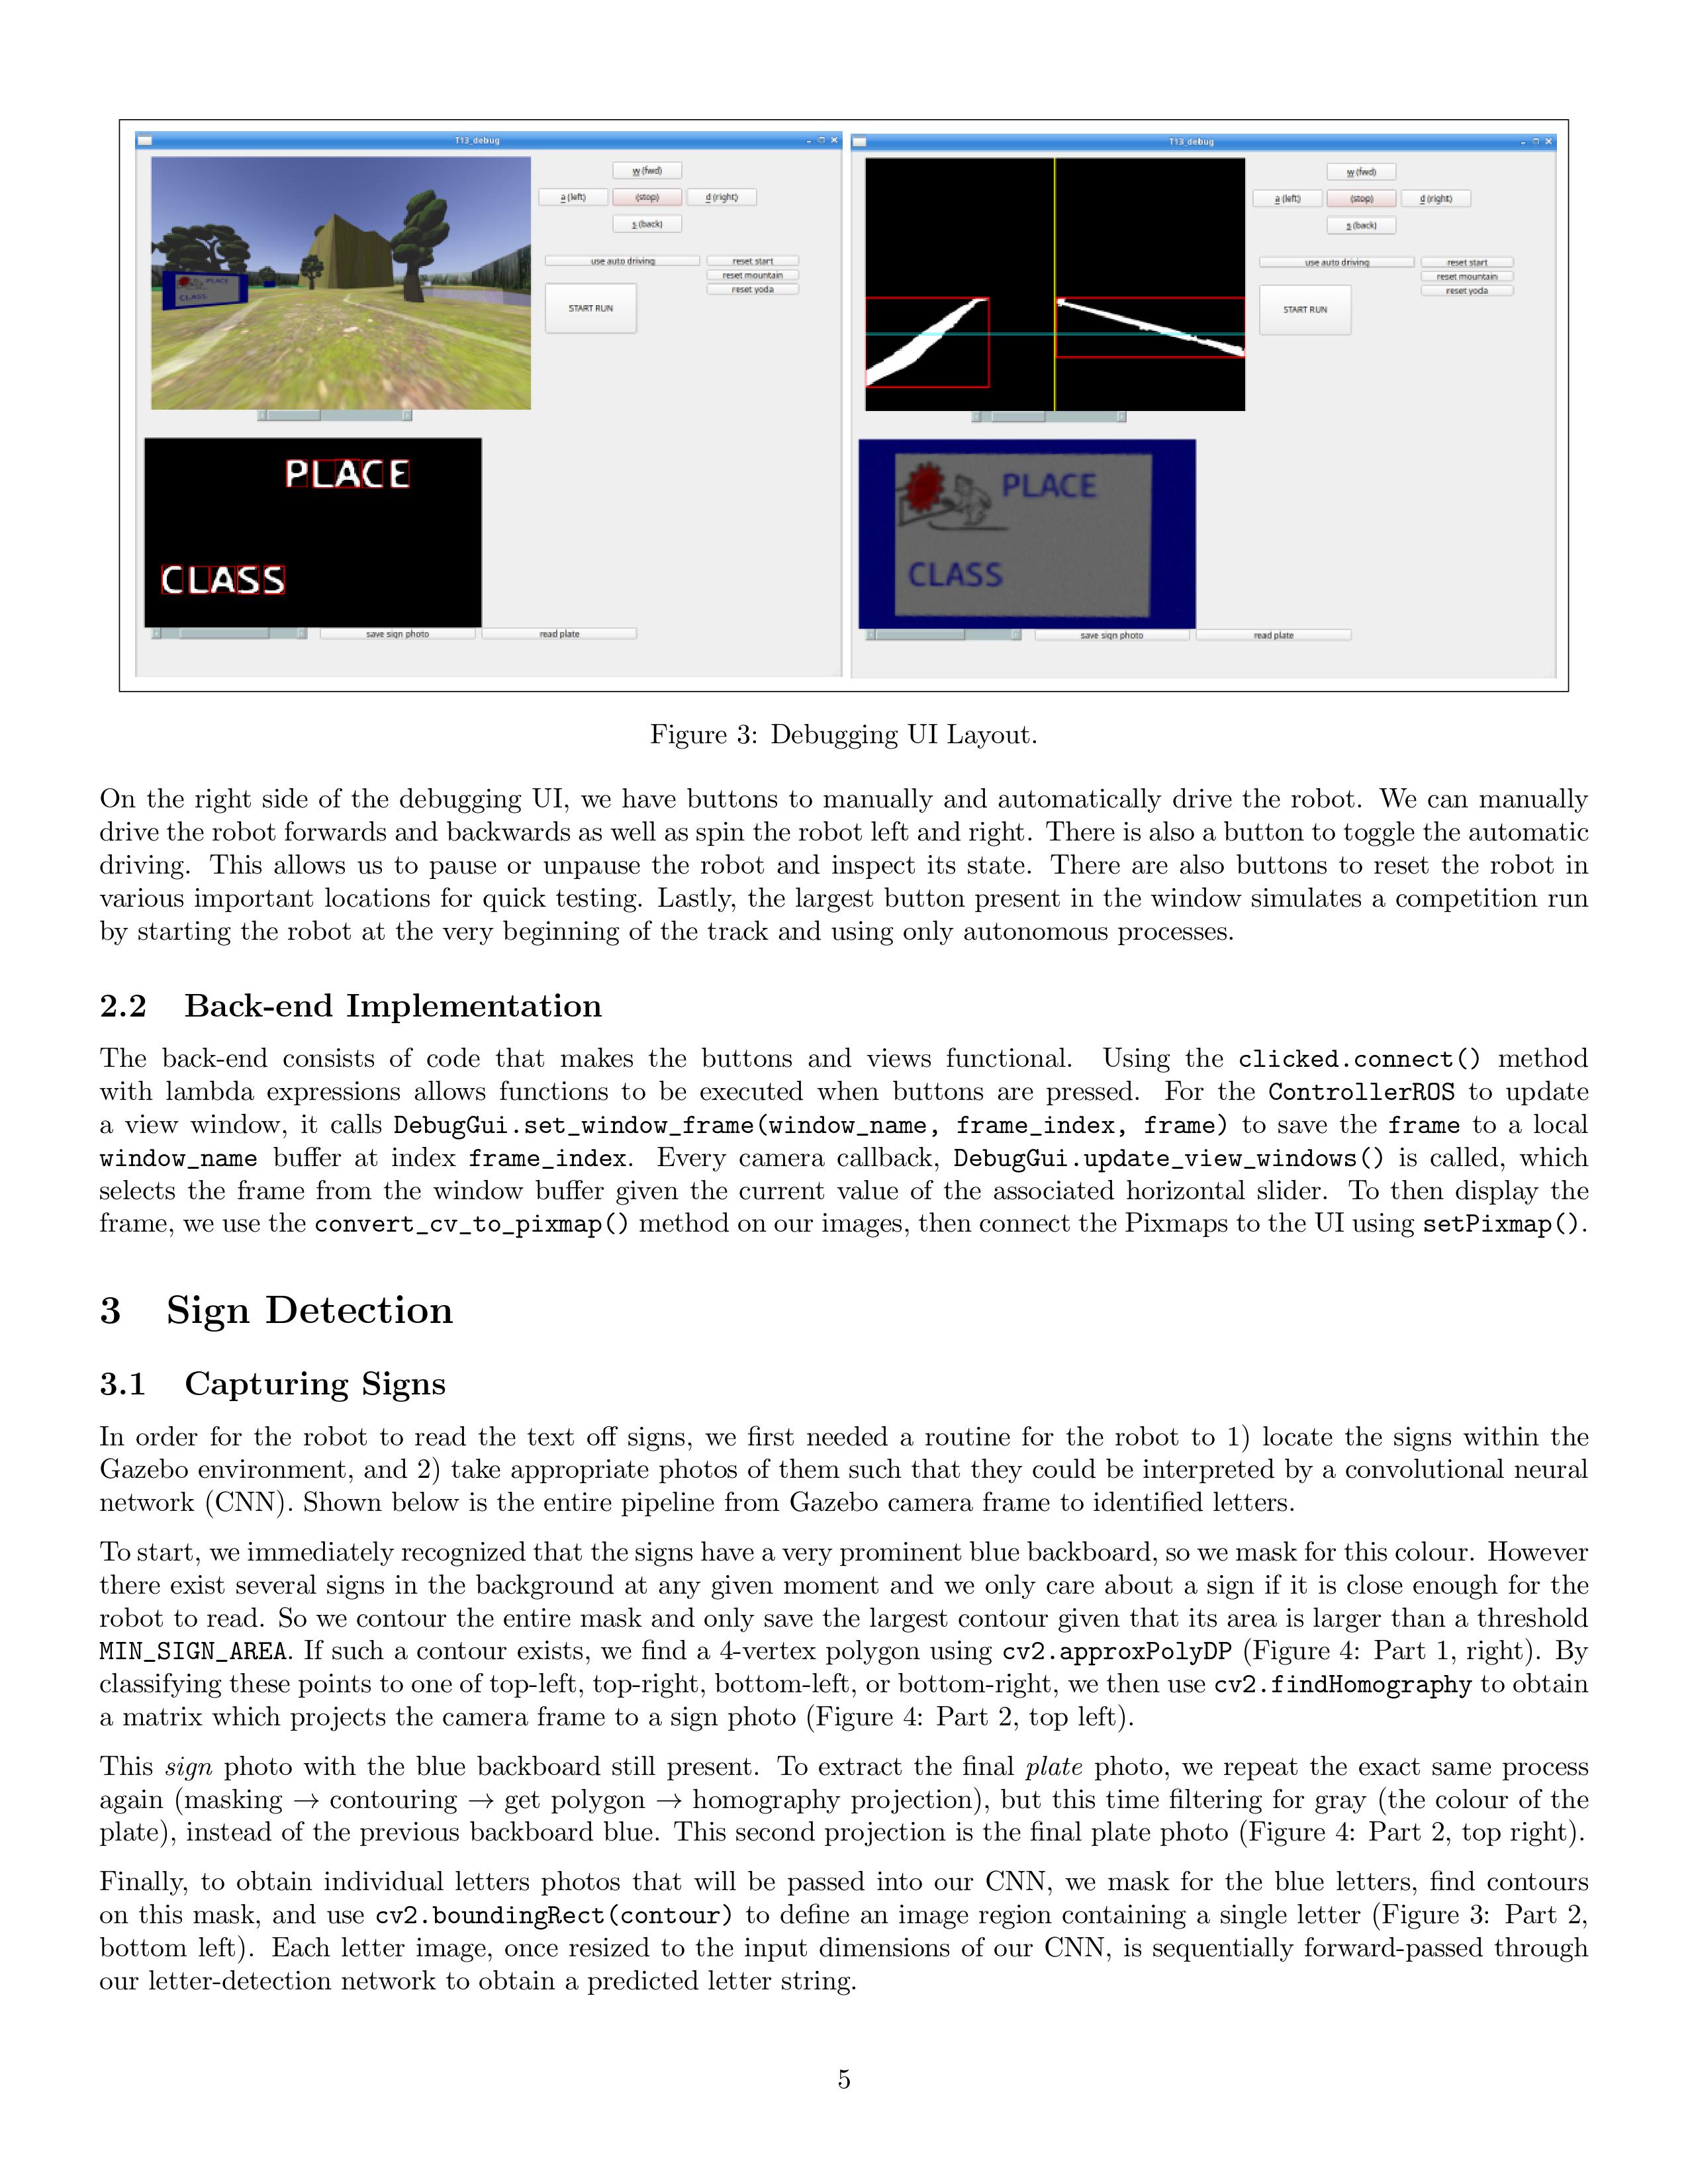 T13_debug
w (fwd)
a (left) (stop) d (right)
s (back)
use auto driving reset start
reset mountain
reset yoda
START RUN
PLACE
CLASS
PLACE
CLASS
save sign photo read plate
T13_debug
w (fwd)
a (left) (stop) d (right)
s (back)
use auto driving reset start
reset mountain
reset yoda
START RUN
PLACE
CLASS
save sign photo read plate
Figure 3: Debugging UI Layout.
On the right side of the debugging UI, we have buttons to manually and automatically drive the robot. We can manually
drive the robot forwards and backwards as well as spin the robot left and right. There is also a button to toggle the automatic
driving. This allows us to pause or unpause the robot and inspect its state. There are also buttons to reset the robot in
various important locations for quick testing. Lastly, the largest button present in the window simulates a competition run
by starting the robot at the very beginning of the track and using only autonomous processes.
2.2 Back-end Implementation
The back-end consists of code that makes the buttons and views functional. Using the clicked.connect() method
with lambda expressions allows functions to be executed when buttons are pressed. For the ControllerROS to update
a view window, it calls DebugGui.set_window_frame(window_name, frame_index, frame) to save the frame to a local
window_name buffer at index frame_index. Every camera callback, DebugGui.update_view_windows() is called, which
selects the frame from the window buffer given the current value of the associated horizontal slider. To then display the
frame, we use the convert_cv_to_pixmap() method on our images, then connect the Pixmaps to the UI using setPixmap().
3 Sign Detection
3.1 Capturing Signs
In order for the robot to read the text off signs, we first needed a routine for the robot to 1) locate the signs within the
Gazebo environment, and 2) take appropriate photos of them such that they could be interpreted by a convolutional neural
network (CNN). Shown below is the entire pipeline from Gazebo camera frame to identified letters.
To start, we immediately recognized that the signs have a very prominent blue backboard, so we mask for this colour. However
there exist several signs in the background at any given moment and we only care about a sign if it is close enough for the
robot to read. So we contour the entire mask and only save the largest contour given that its area is larger than a threshold
MIN_SIGN_AREA. If such a contour exists, we find a 4-vertex polygon using cv2.approxPolyDP (Figure 4: Part 1, right). By
classifying these points to one of top-left, top-right, bottom-left, or bottom-right, we then use cv2.findHomography to obtain
a matrix which projects the camera frame to a sign photo (Figure 4: Part 2, top left).
This sign photo with the blue backboard still present. To extract the final plate photo, we repeat the exact same process
again (masking → contouring → get polygon → homography projection), but this time filtering for gray (the colour of the
plate), instead of the previous backboard blue. This second projection is the final plate photo (Figure 4: Part 2, top right).
Finally, to obtain individual letters photos that will be passed into our CNN, we mask for the blue letters, find contours
on this mask, and use cv2.boundingRect(contour) to define an image region containing a single letter (Figure 3: Part 2,
bottom left). Each letter image, once resized to the input dimensions of our CNN, is sequentially forward-passed through
our letter-detection network to obtain a predicted letter string.
5